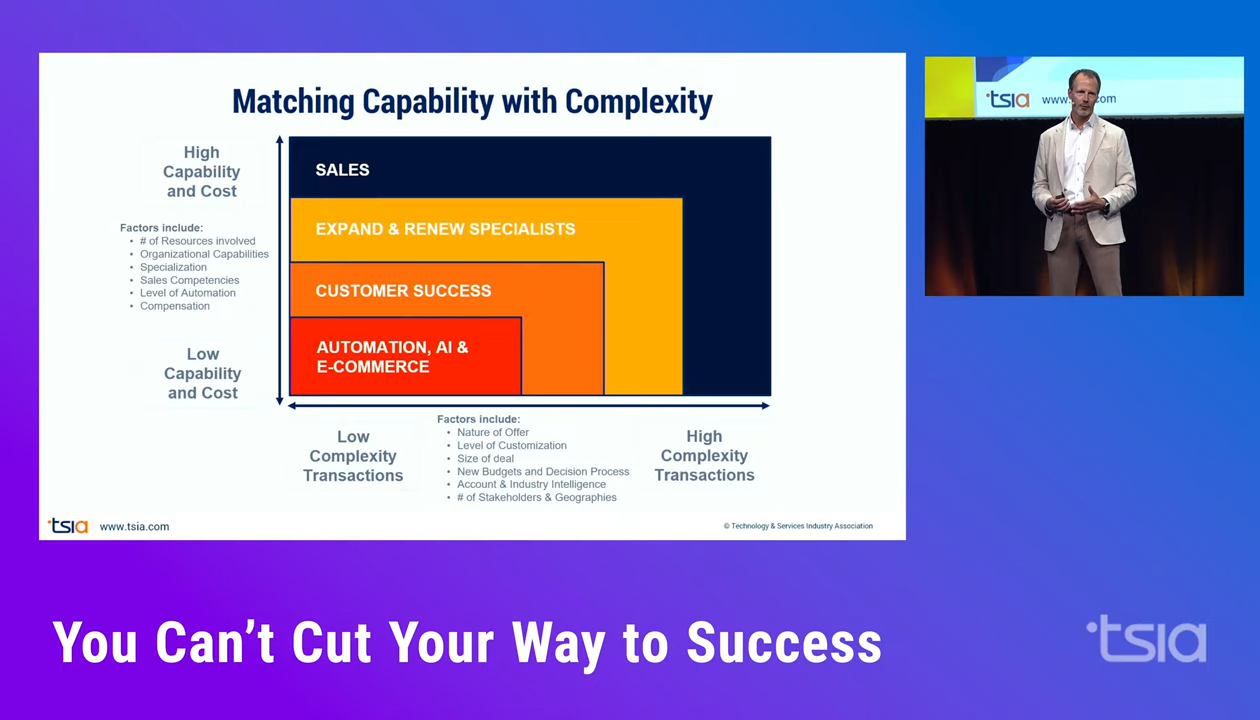 Matching Capability with Complexity
High
Capability
and Cost
Factors include:
• # of Resources involved
• Organizational Capabilities
• Specialization
• Sales Competencies
• Level of Automation
• Compensation
Low
Capability
and Cost
SALES
EXPAND & RENEW SPECIALISTS
CUSTOMER SUCCESS
AUTOMATION, AI &
E-COMMERCE
Low
Complexity
Transactions
Factors include:
• Nature of Offer
• Level of Customization
• Size of deal
• New Budgets and Decision Process
• Account & Industry Intelligence
• # of Stakeholders & Geographies
High
Complexity
Transactions
tsia www.tsia.com
© Technology & Services Industry Association
tsia www. .com
You Can't Cut Your Way to Success
tsia